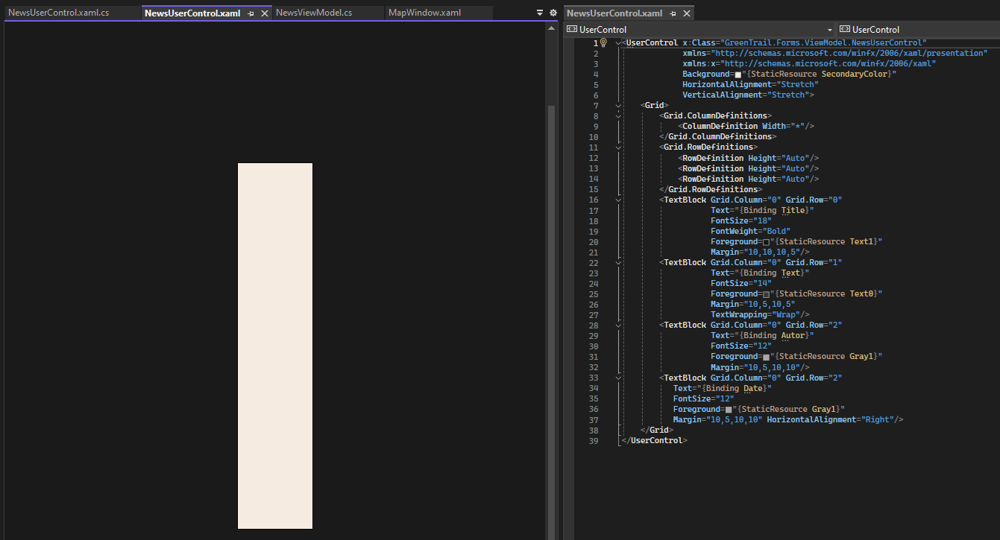 NewsUserControl.xaml.cs
NewsUserControl.xaml
NewsViewModel.cs
MapWindow.xaml
NewsUserControl.xaml
UserControl
UserControl
1 <UserControl x:Class="GreenTrail.Forms.ViewModel.NewsUserControl"
2 xmlns="http://schemas.microsoft.com/winfx/2006/xaml/presentation"
3 xmlns:x="http://schemas.microsoft.com/winfx/2006/xaml"
4 Background="{StaticResource SecondaryColor}"
5 HorizontalAlignment="Stretch"
6 VerticalAlignment="Stretch">
7 <Grid>
8 <Grid.ColumnDefinitions>
9 <ColumnDefinition Width="*"/>
10 </Grid.ColumnDefinitions>
11 <Grid.RowDefinitions>
12 <RowDefinition Height="Auto"/>
13 <RowDefinition Height="Auto"/>
14 <RowDefinition Height="Auto"/>
15 </Grid.RowDefinitions>
16 <TextBlock Grid.Column="0" Grid.Row="0"
17 Text="{Binding Title}"
18 FontSize="18"
19 FontWeight="Bold"
20 Foreground="{StaticResource Text1}"
21 Margin="10,10,10,5"/>
22 <TextBlock Grid.Column="0" Grid.Row="1"
23 Text="{Binding Text}"
24 FontSize="14"
25 Foreground="{StaticResource Text0}"
26 Margin="10,5,10,5"
27 TextWrapping="Wrap"/>
28 <TextBlock Grid.Column="0" Grid.Row="2"
29 Text="{Binding Autor}"
30 FontSize="12"
31 Foreground="{StaticResource Gray1}"
32 Margin="10,5,10,10"/>
33 <TextBlock Grid.Column="0" Grid.Row="2"
34 Text="{Binding Date}"
35 FontSize="12"
36 Foreground="{StaticResource Gray1}"
37 Margin="10,5,10,10" HorizontalAlignment="Right"/>
38 </Grid>
39 </UserControl>